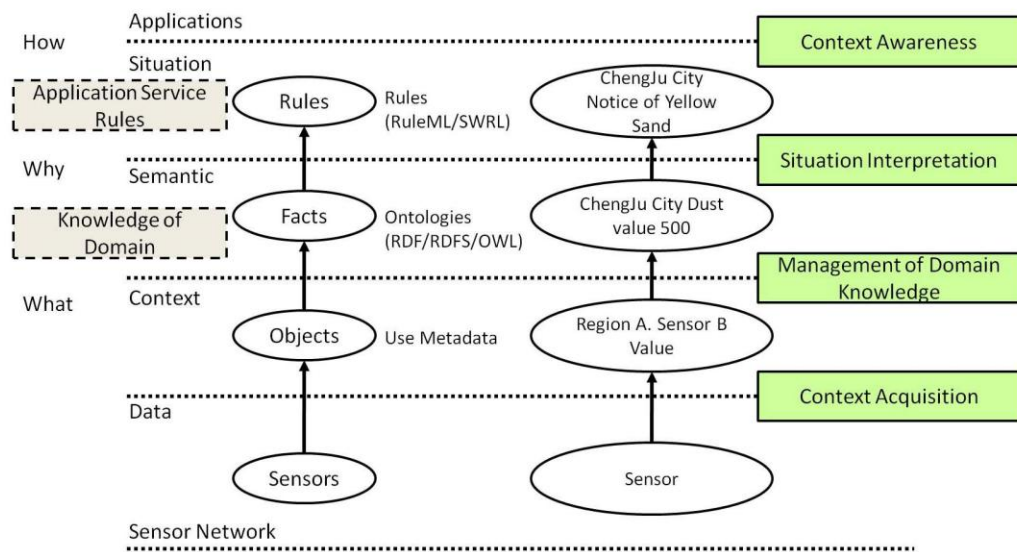 Applications
How
Context Awareness
Situation
Application Service
Rules
Rules
Rules
(RuleML/SWRL)
ChengJu City
Notice of Yellow
Sand
Why
Situation Interpretation
Semantic
Knowledge of
Domain
Facts
Ontologies
(RDF/RDFS/OWL)
ChengJu City Dust
value 500
Management of Domain
Knowledge
What
Context
Objects
Use Metadata
Region A. Sensor B
Value
Context Acquisition
Data
Sensors
Sensor
Sensor Network